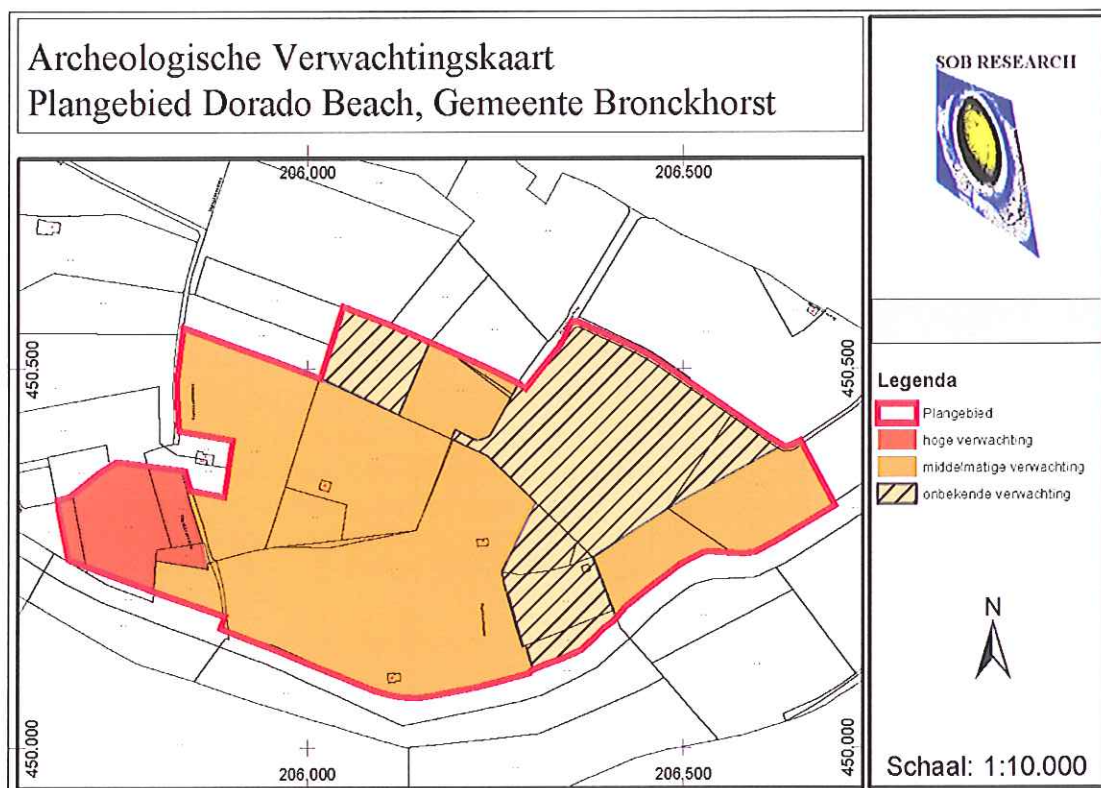 Archeologische Verwachtingskaart
Plangebied Dorado Beach, Gemeente Bronckhorst
SOB RESEARCH
206.000
206.500
450.500
450.500
450.000
450.000
206.000
206.500
Legenda
Plangebied
hoge verwachting
middelmatige verwachting
onbekende verwachting
N
Schaal: 1:10.000